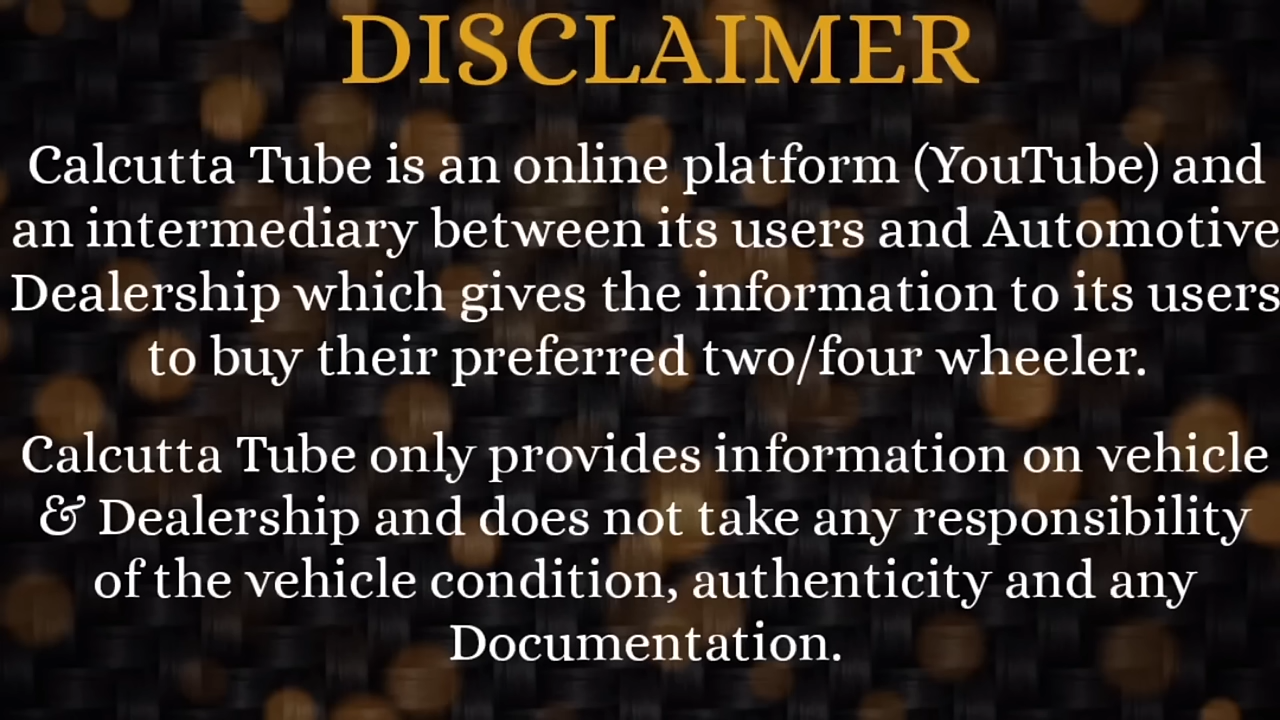 DISCLAIMER
Calcutta Tube is an online platform (YouTube) and
an intermediary between its users and Automotive
Dealership which gives the information to its users
to buy their preferred two/four wheeler.
Calcutta Tube only provides information on vehicle
& Dealership and does not take any responsibility
of the vehicle condition, authenticity and any
Documentation.